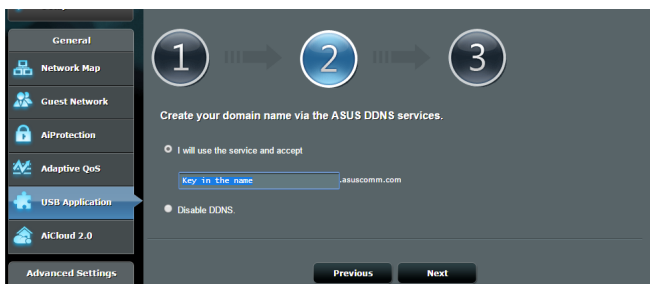 General
Network Map
Guest Network
AiProtection
Adaptive QoS
USB Application
AiCloud 2.0
Advanced Settings
1 2 3
Create your domain name via the ASUS DDNS services.
I will use the service and accept
Key in the name .asuscomm.com
Disable DDNS.
Previous Next